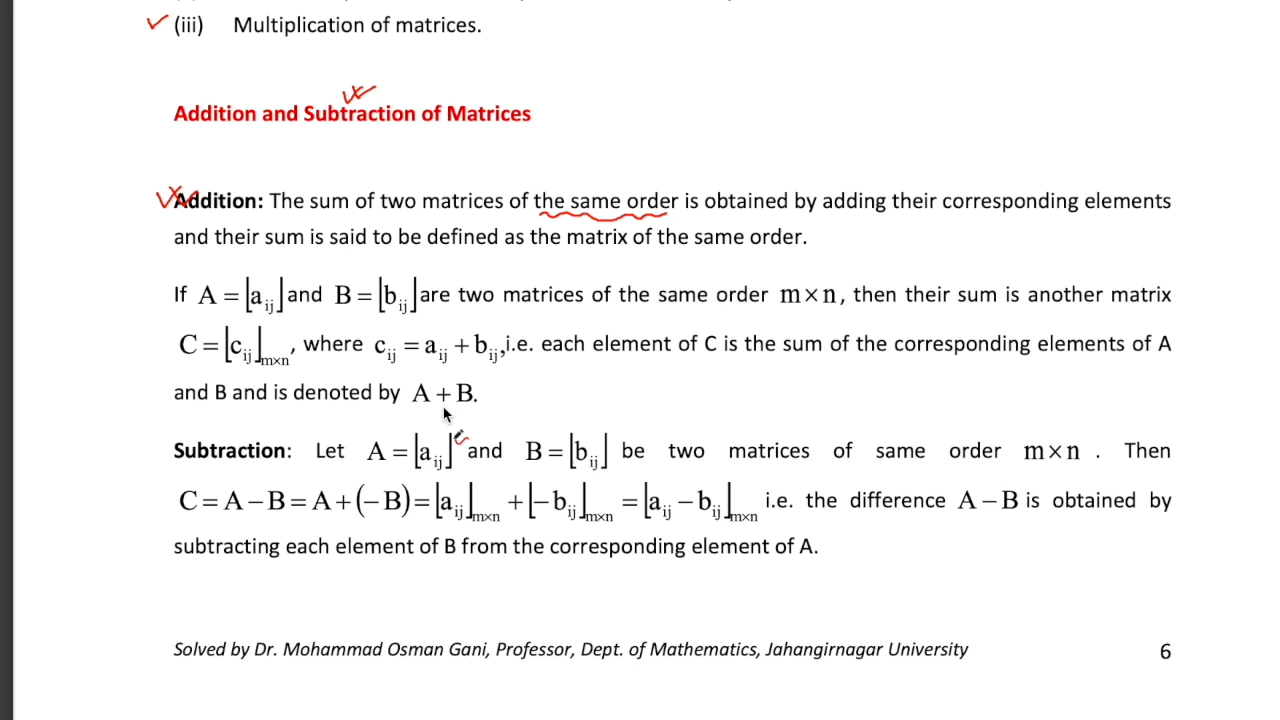 (iii) Multiplication of matrices.
Addition and Subtraction of Matrices
Addition: The sum of two matrices of the same order is obtained by adding their corresponding elements
and their sum is said to be defined as the matrix of the same order.
If A = ⌊aᵢⱼ⌋ and B = ⌊bᵢⱼ⌋ are two matrices of the same order m×n, then their sum is another matrix
C = ⌊cᵢⱼ⌋m×n, where cᵢⱼ = aᵢⱼ + bᵢⱼ, i.e. each element of C is the sum of the corresponding elements of A
and B and is denoted by A + B.
Subtraction: Let A = ⌊aᵢⱼ⌋ and B = ⌊bᵢⱼ⌋ be two matrices of same order m×n . Then
C = A − B = A + (−B) = ⌊aᵢⱼ⌋m×n + ⌊−bᵢⱼ⌋m×n = ⌊aᵢⱼ − bᵢⱼ⌋m×n i.e. the difference A − B is obtained by
subtracting each element of B from the corresponding element of A.
Solved by Dr. Mohammad Osman Gani, Professor, Dept. of Mathematics, Jahangirnagar University 6